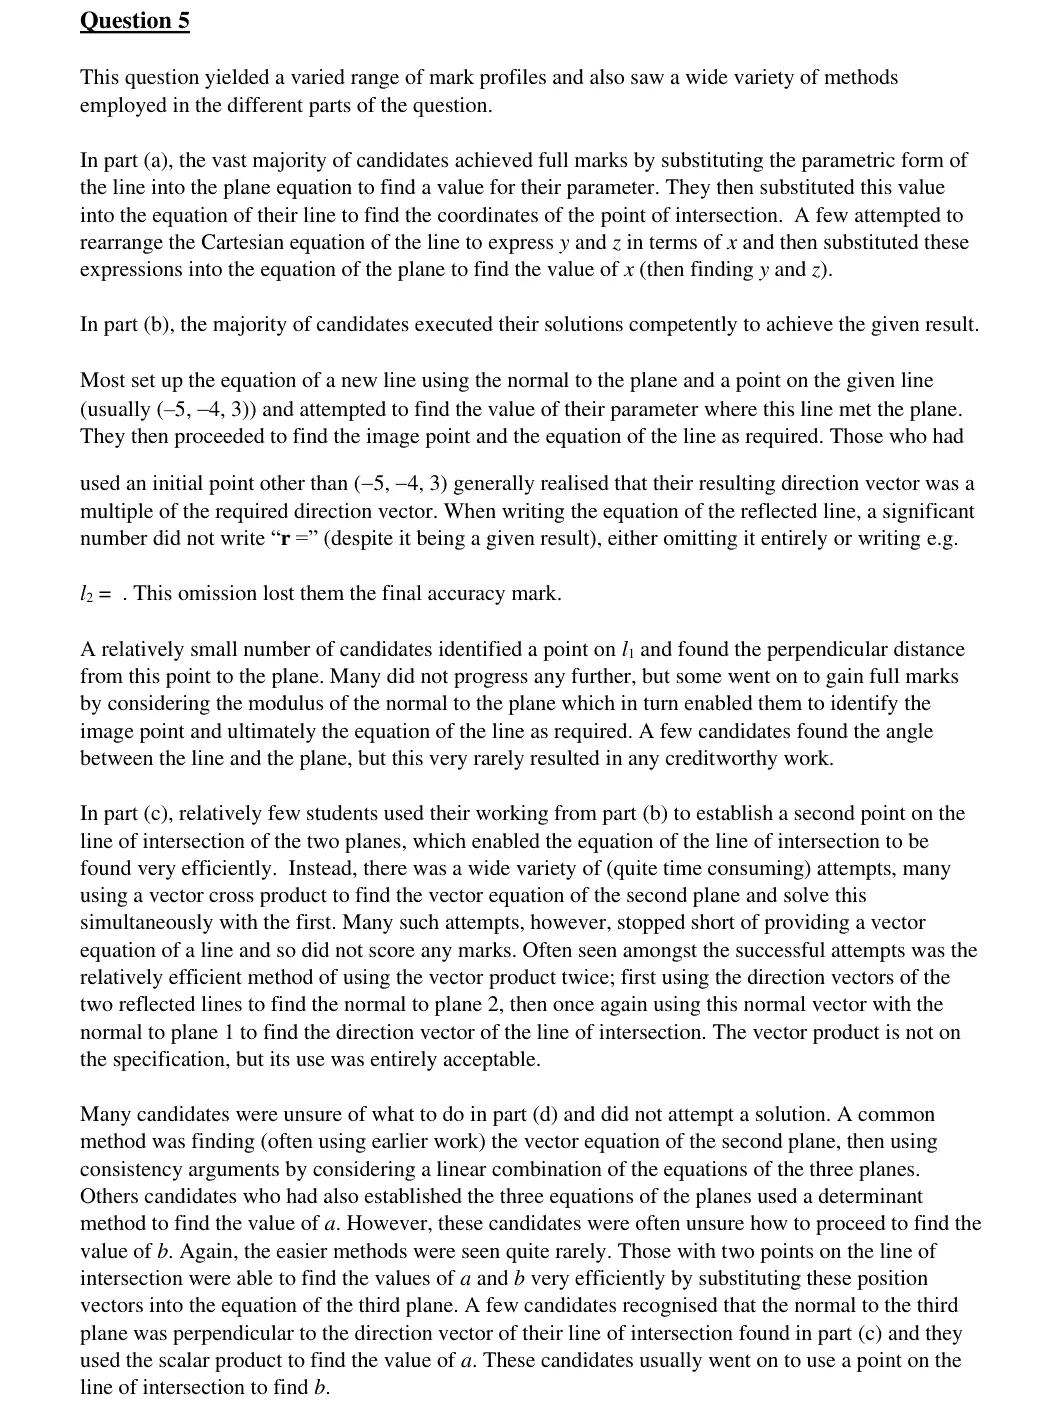 Question 5
This question yielded a varied range of mark profiles and also saw a wide variety of methods
employed in the different parts of the question.
In part (a), the vast majority of candidates achieved full marks by substituting the parametric form of
the line into the plane equation to find a value for their parameter. They then substituted this value
into the equation of their line to find the coordinates of the point of intersection.  A few attempted to
rearrange the Cartesian equation of the line to express y and z in terms of x and then substituted these
expressions into the equation of the plane to find the value of x (then finding y and z).
In part (b), the majority of candidates executed their solutions competently to achieve the given result.
Most set up the equation of a new line using the normal to the plane and a point on the given line
(usually (–5, –4, 3)) and attempted to find the value of their parameter where this line met the plane.
They then proceeded to find the image point and the equation of the line as required. Those who had
used an initial point other than (–5, –4, 3) generally realised that their resulting direction vector was a
multiple of the required direction vector. When writing the equation of the reflected line, a significant
number did not write “r =” (despite it being a given result), either omitting it entirely or writing e.g.
l₂ =  . This omission lost them the final accuracy mark.
A relatively small number of candidates identified a point on l₁ and found the perpendicular distance
from this point to the plane. Many did not progress any further, but some went on to gain full marks
by considering the modulus of the normal to the plane which in turn enabled them to identify the
image point and ultimately the equation of the line as required. A few candidates found the angle
between the line and the plane, but this very rarely resulted in any creditworthy work.
In part (c), relatively few students used their working from part (b) to establish a second point on the
line of intersection of the two planes, which enabled the equation of the line of intersection to be
found very efficiently.  Instead, there was a wide variety of (quite time consuming) attempts, many
using a vector cross product to find the vector equation of the second plane and solve this
simultaneously with the first. Many such attempts, however, stopped short of providing a vector
equation of a line and so did not score any marks. Often seen amongst the successful attempts was the
relatively efficient method of using the vector product twice; first using the direction vectors of the
two reflected lines to find the normal to plane 2, then once again using this normal vector with the
normal to plane 1 to find the direction vector of the line of intersection. The vector product is not on
the specification, but its use was entirely acceptable.
Many candidates were unsure of what to do in part (d) and did not attempt a solution. A common
method was finding (often using earlier work) the vector equation of the second plane, then using
consistency arguments by considering a linear combination of the equations of the three planes.
Others candidates who had also established the three equations of the planes used a determinant
method to find the value of a. However, these candidates were often unsure how to proceed to find the
value of b. Again, the easier methods were seen quite rarely. Those with two points on the line of
intersection were able to find the values of a and b very efficiently by substituting these position
vectors into the equation of the third plane. A few candidates recognised that the normal to the third
plane was perpendicular to the direction vector of their line of intersection found in part (c) and they
used the scalar product to find the value of a. These candidates usually went on to use a point on the
line of intersection to find b.